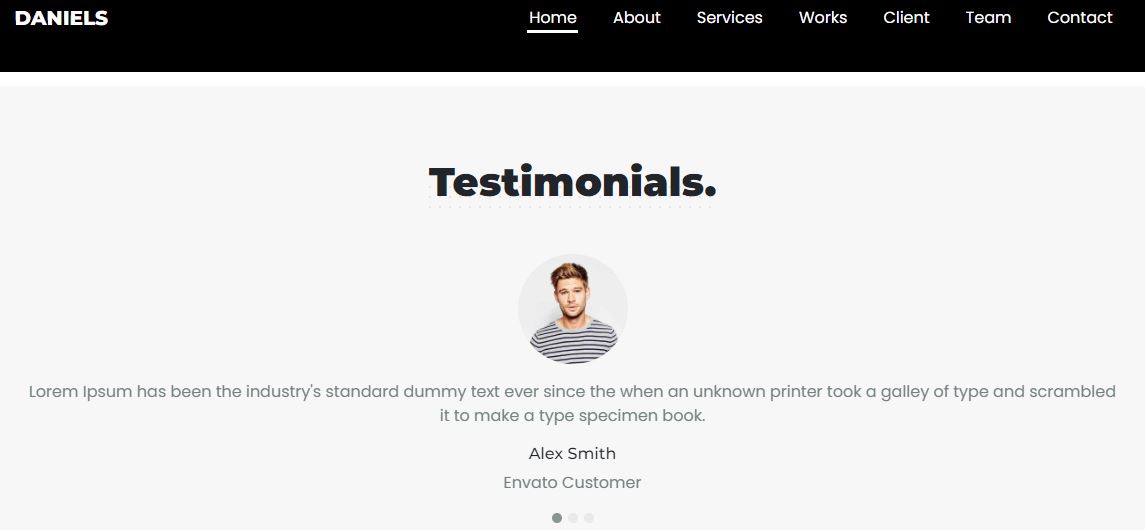 DANIELS
Home About Services Works Client Team Contact
Testimonials.
Lorem Ipsum has been the industry's standard dummy text ever since the when an unknown printer took a galley of type and scrambled
it to make a type specimen book.
Alex Smith
Envato Customer